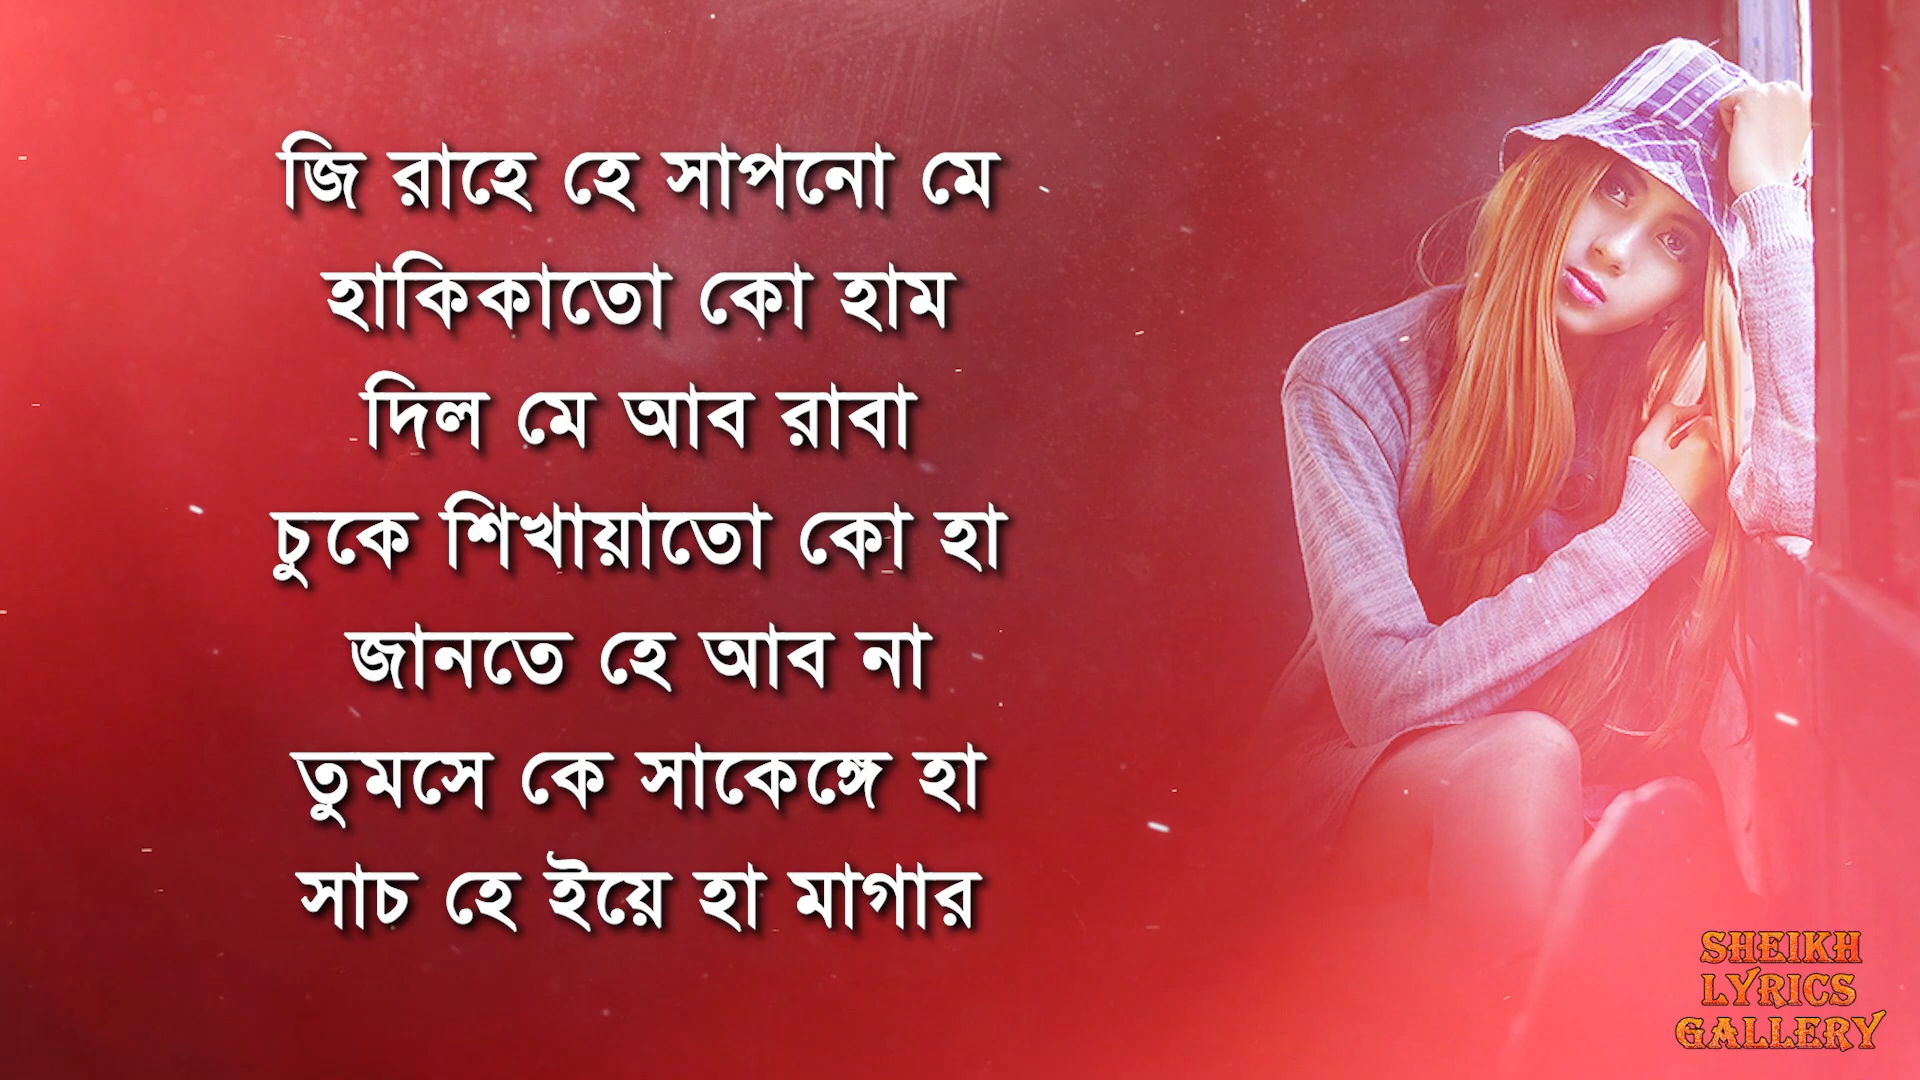 জি রাহে হে সাপনো মে
হাকিকাতো কো হাম
দিল মে আব রাবা
চুকে শিখায়াতো কো হা
জানতে হে আব না
তুমসে কে সাকেঙ্গে হা
সাচ হে ইয়ে হা মাগার
SHEIKH
LYRICS
GALLERY